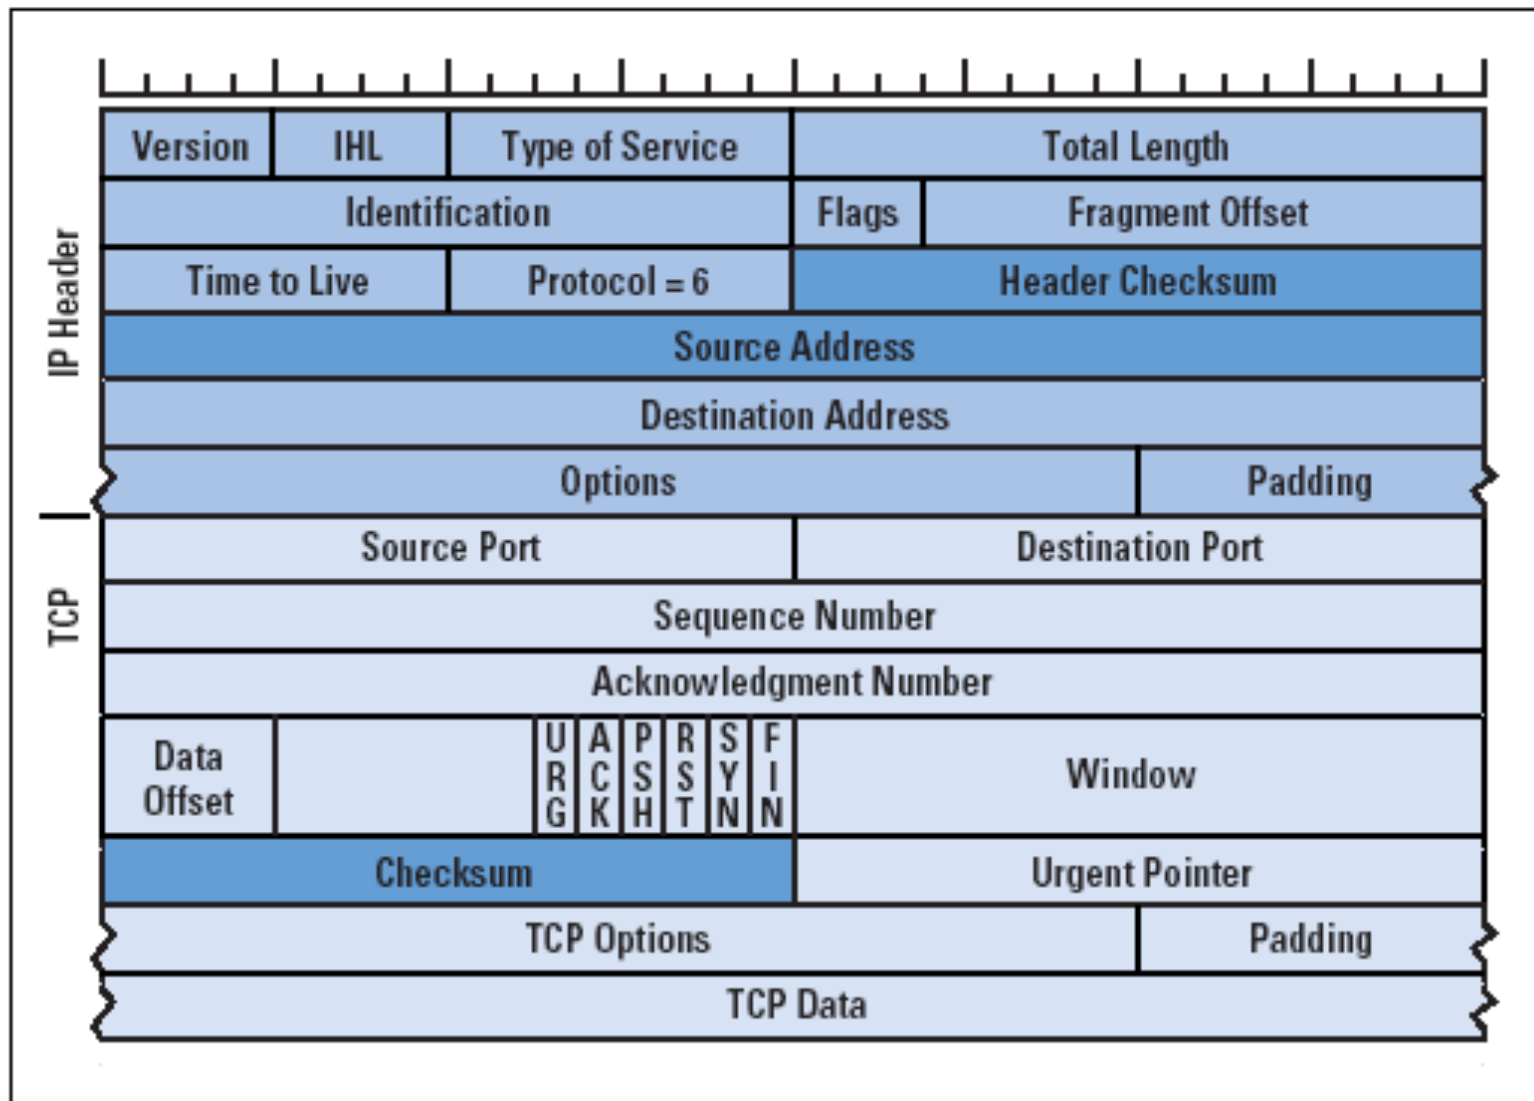 Version IHL Type of Service Total Length
Identification Flags Fragment Offset
Time to Live Protocol = 6 Header Checksum
Source Address
Destination Address
Options Padding
IP Header
Source Port Destination Port
Sequence Number
Acknowledgment Number
Data Offset URG ACK PSH RST SYN FIN Window
Checksum Urgent Pointer
TCP Options Padding
TCP Data
TCP